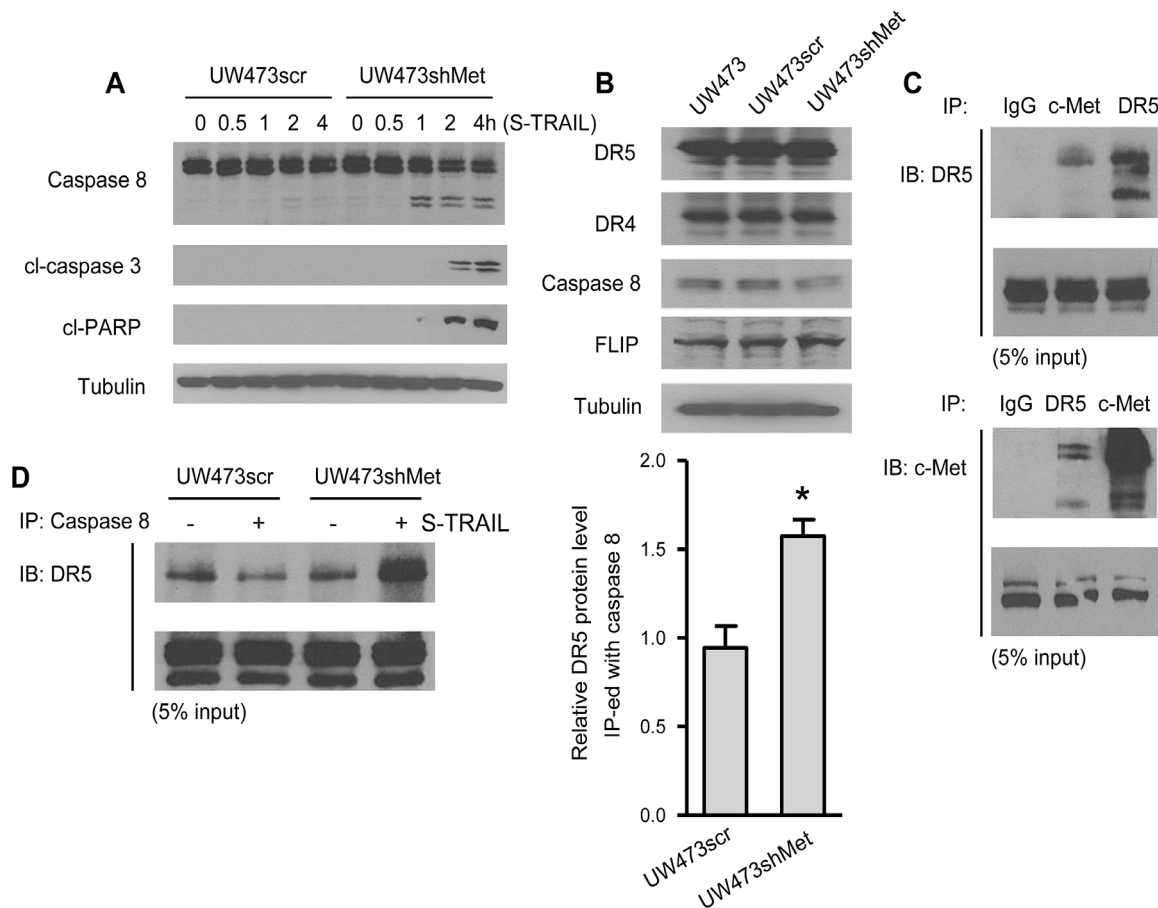 A
UW473scr UW473shMet
0 0.5 1 2 4 0 0.5 1 2 4h (S-TRAIL)
Caspase 8
cl-caspase 3
cl-PARP
Tubulin
B
UW473 UW473scr UW473shMet
DR5
DR4
Caspase 8
FLIP
Tubulin
C
IP: IgG c-Met DR5
IB: DR5
(5% input)
IP: IgG DR5 c-Met
IB: c-Met
(5% input)
D
UW473scr UW473shMet
IP: Caspase 8 - + - + S-TRAIL
IB: DR5
(5% input)
Relative DR5 protein level
IP-ed with caspase 8
2.0
1.5
1.0
0.5
0.0
*
UW473scr
UW473shMet